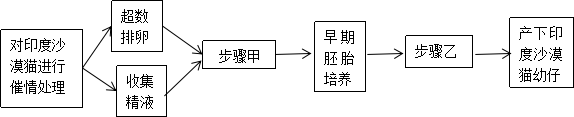 对印度沙
漠猫进行
催情处理
超数
排卵
收集
精液
步骤甲
早期
胚胎
培养
步骤乙
产下印
度沙漠
猫幼仔